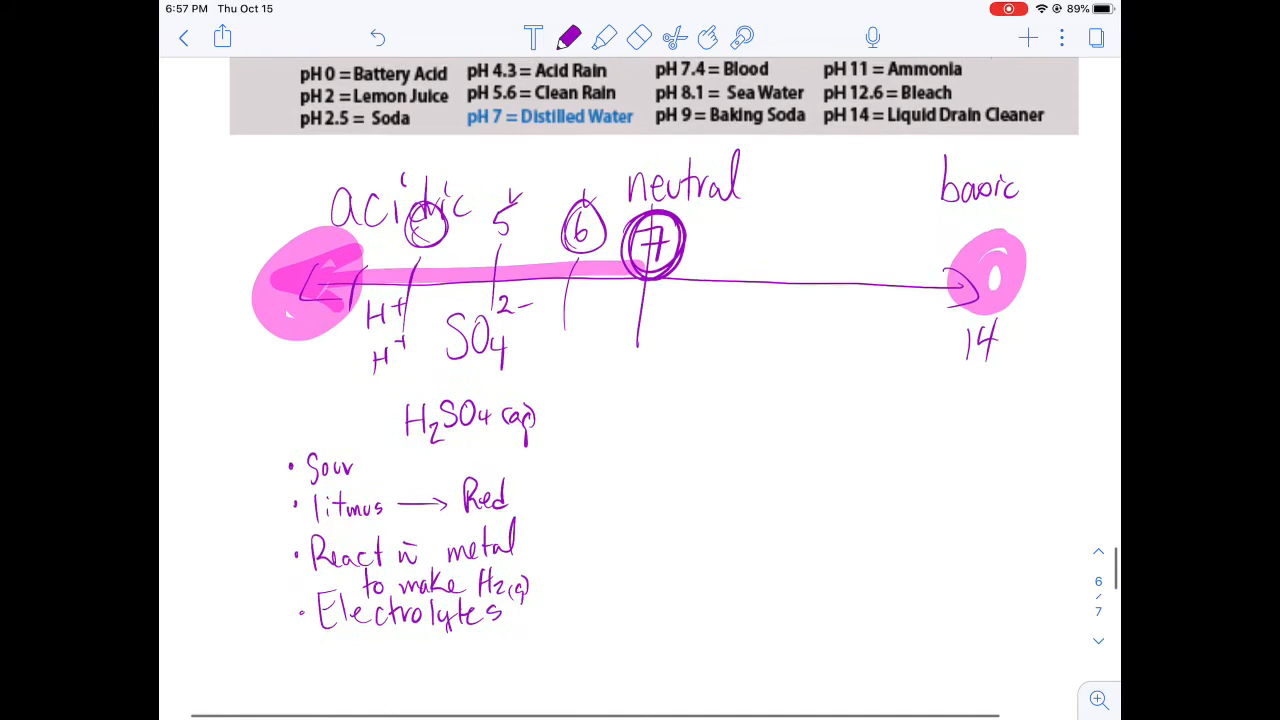 6:57 PM Thu Oct 15
89%
T
pH 0 = Battery Acid
pH 2 = Lemon Juice
pH 2.5 = Soda
pH 4.3 = Acid Rain
pH 5.6 = Clean Rain
pH 7 = Distilled Water
pH 7.4 = Blood
pH 8.1 = Sea Water
pH 9 = Baking Soda
pH 11 = Ammonia
pH 12.6 = Bleach
pH 14 = Liquid Drain Cleaner
neutral
basic
5
6
7
14
H+
H+
SO4 2-
H2SO4 (aq)
• Sour
• litmus → Red
• React w metal
to make H2(g)
• Electrolytes
6
/
7